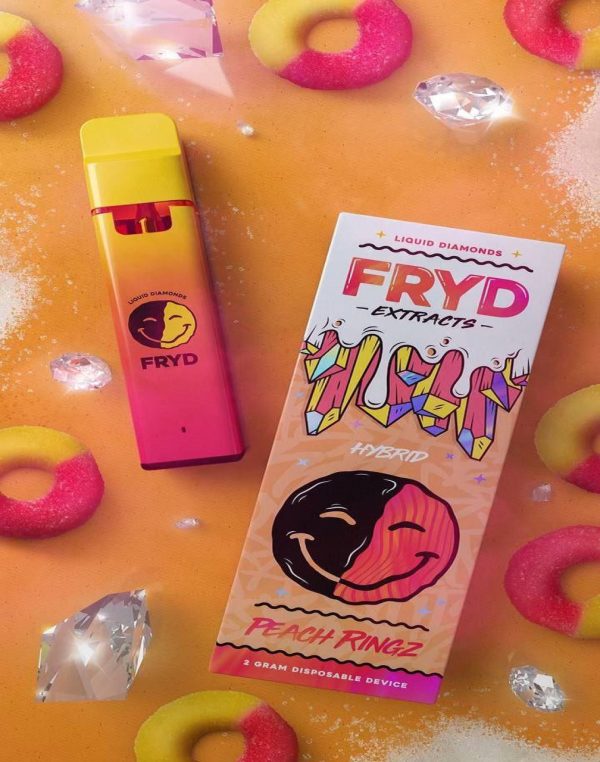 LIQUID DIAMONDS
FRYD
LIQUID DIAMONDS
FRYD
-EXTRACTS-
HYBRID
PEACH RINGZ
2 GRAM DISPOSABLE DEVICE